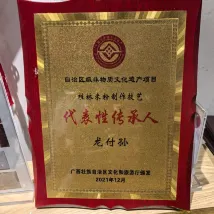 自治区级非物质文化遗产项目
桂林米粉制作技艺
代表性传承人
龙付孙
广西壮族自治区文化和旅游厅颁发
2021年12月